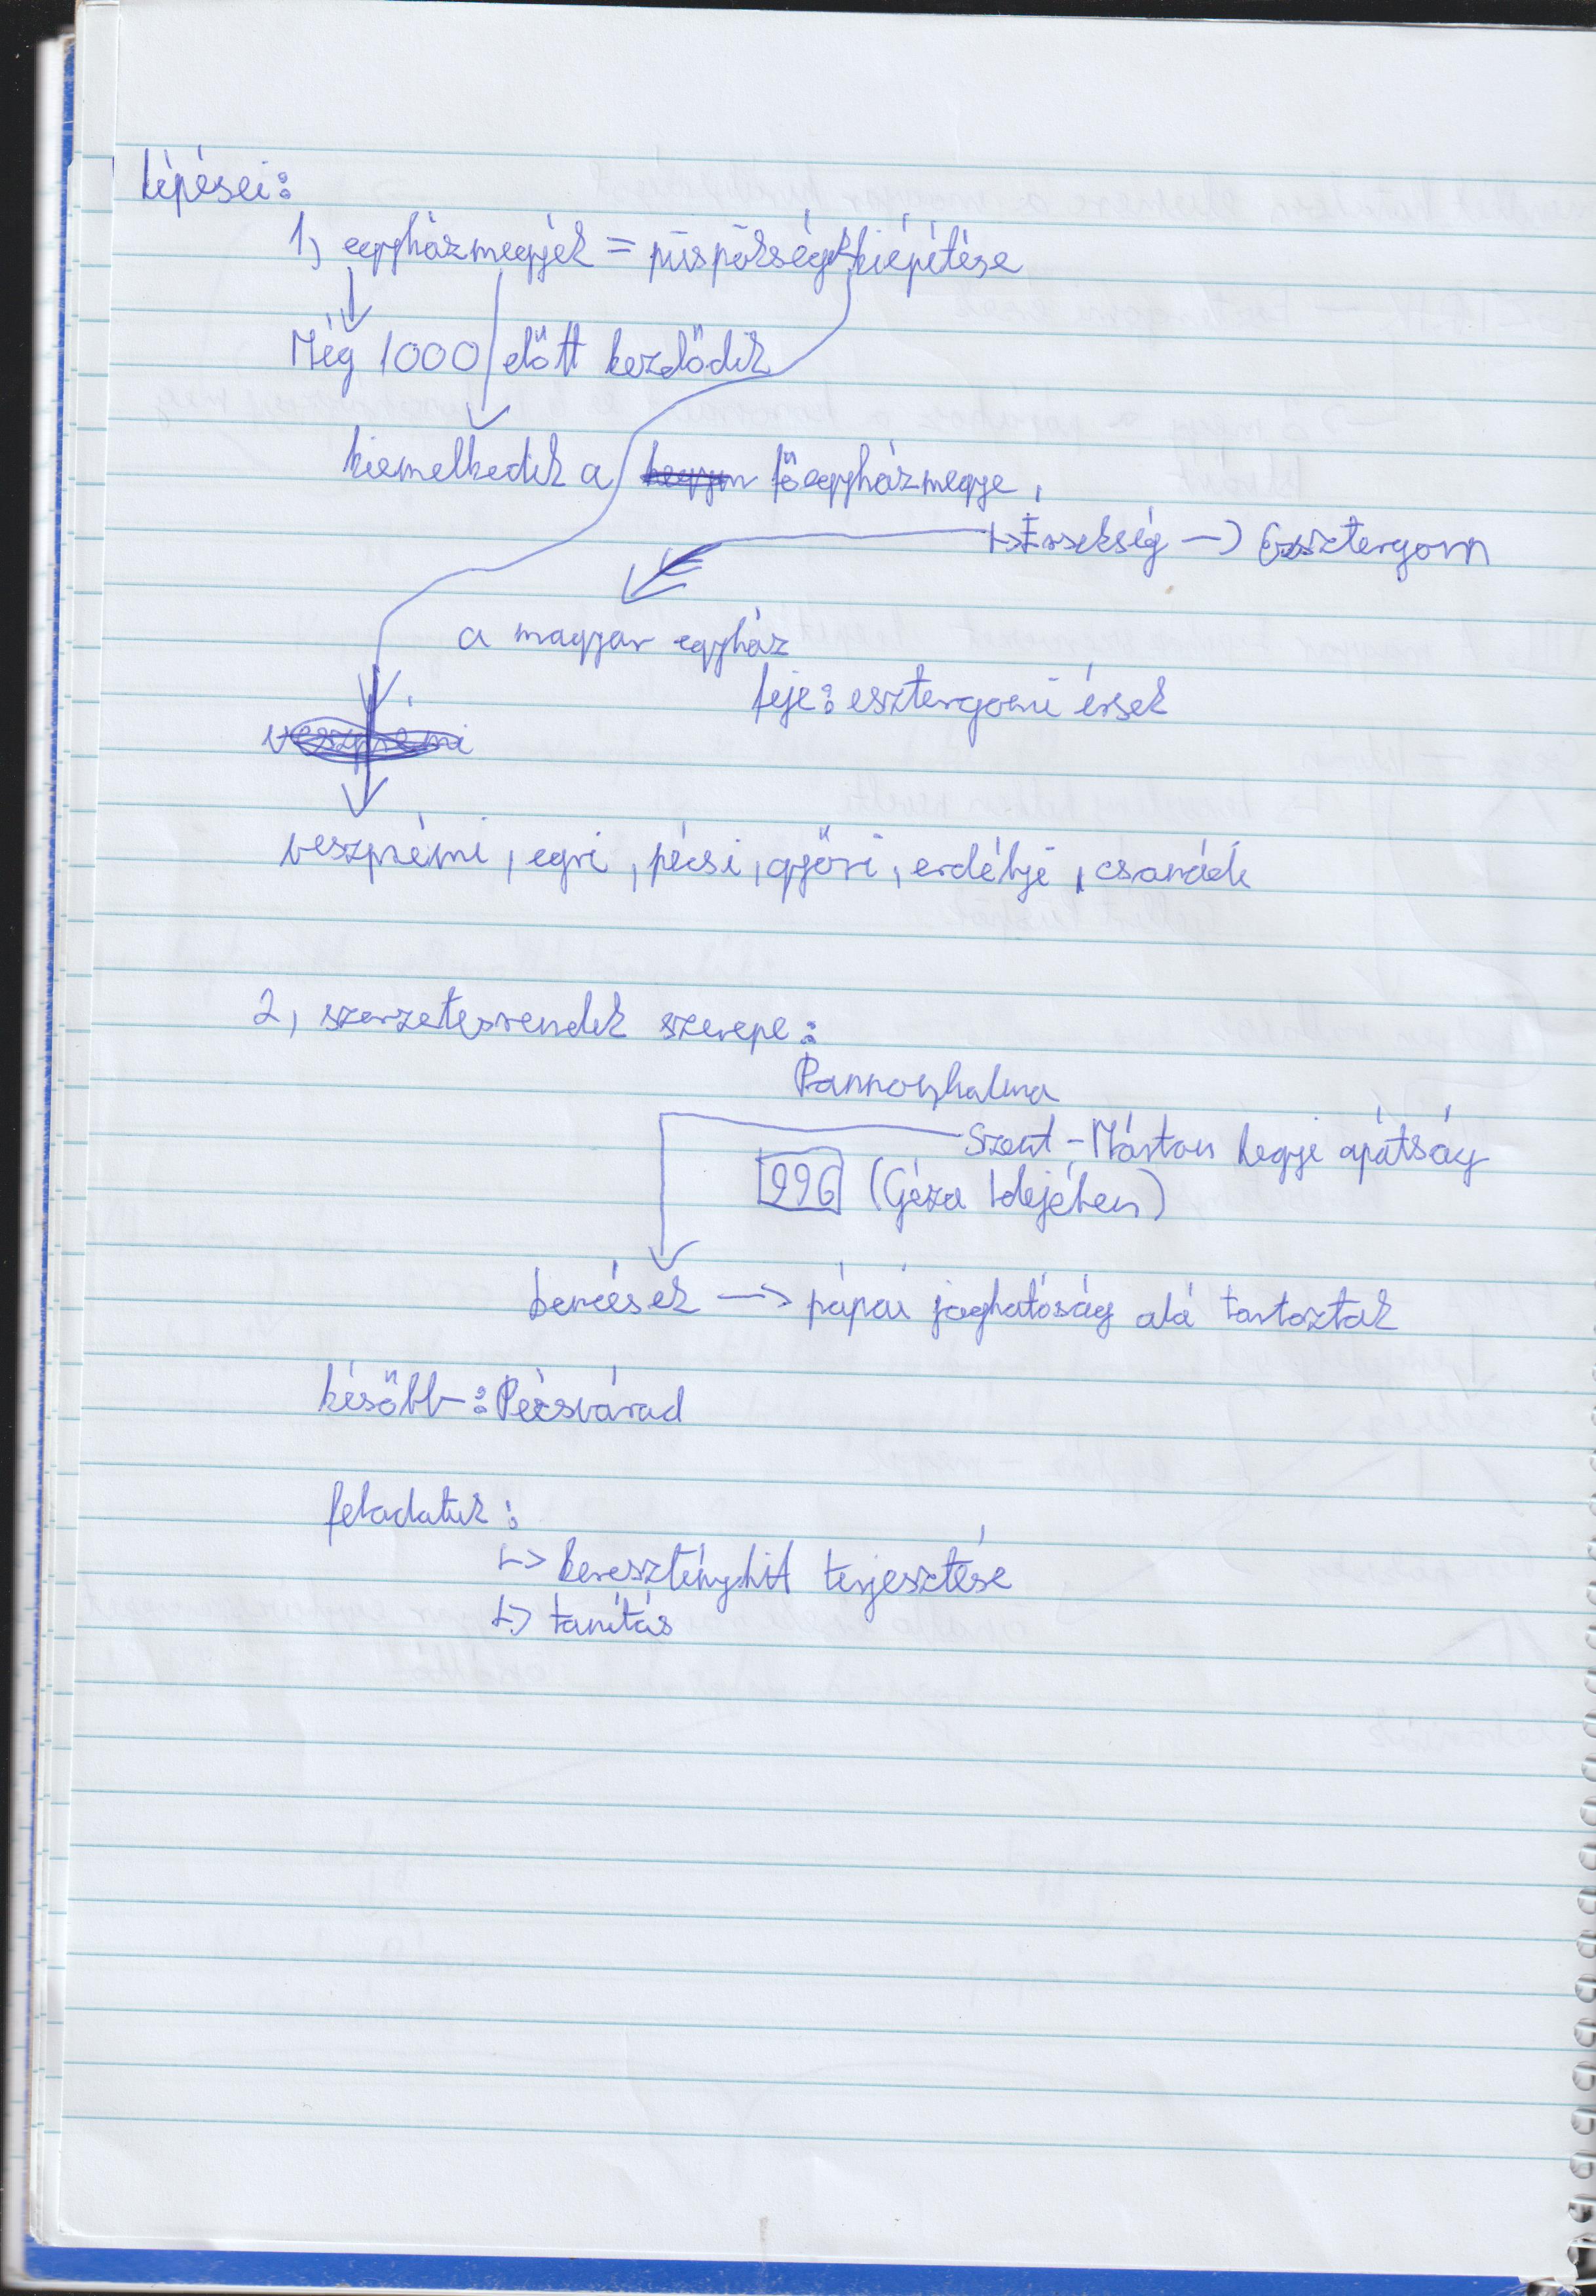 lépései:
1, egyházmegyék = püspökségek kiépítése
Még 1000 előtt kezdődik
kiemelkedik a főegyházmegye,
↳ Érsekség → Esztergom
a magyar egyház
feje: esztergomi érsek
veszprémi
veszprémi, egri, pécsi, győri, erdélyi, csanádi
2, szerzetesrendek szerepe:
Pannonhalma
Szent-Márton hegyi apátság
996 (Géza Idejében)
bencések → pápai joghatóság alá tartoztak
később: Pécsvárad
feladatuk:
↳ keresztényhit terjesztése
↳ tanítás